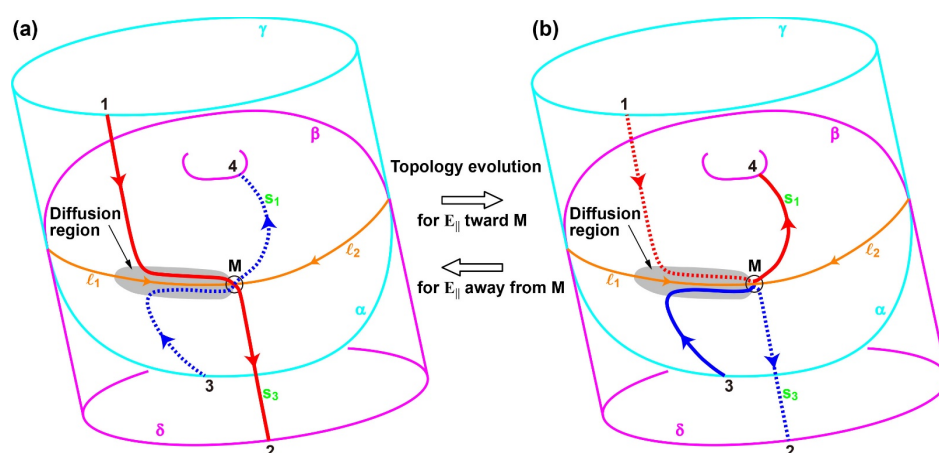 (a)
γ
1
β
4
s1
Diffusion
region
M
ℓ2
ℓ1
α
3
s3
δ
2
Topology evolution
for E|| tward M
for E|| away from M
(b)
γ
1
β
4
s1
Diffusion
region
M
ℓ2
ℓ1
α
3
s3
δ
2